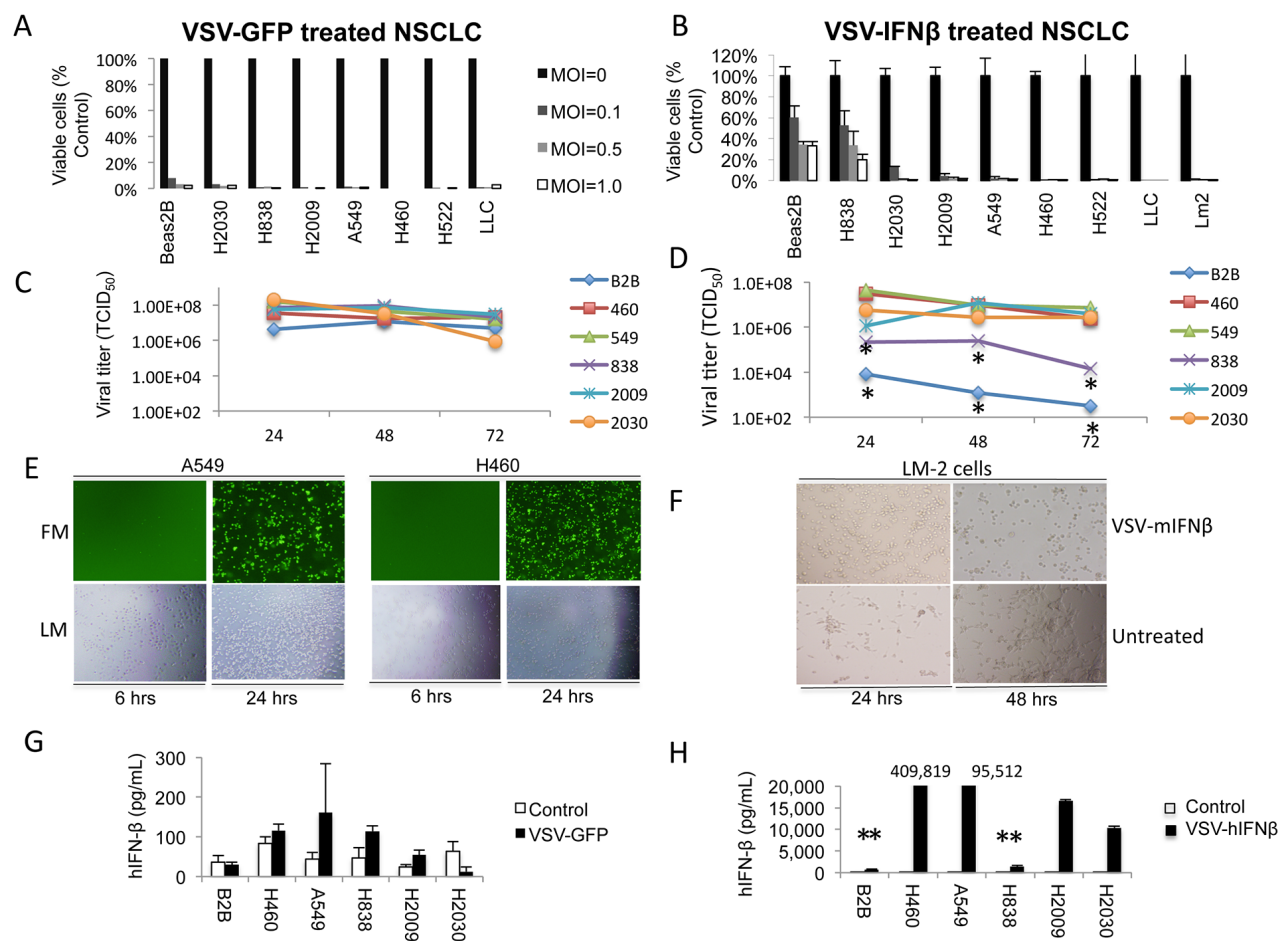 A
VSV-GFP treated NSCLC
Viable cells (% Control)
100%
80%
60%
40%
20%
0%
Beas2B
H2030
H838
H2009
A549
H460
H522
LLC
MOI=0
MOI=0.1
MOI=0.5
MOI=1.0
B
VSV-IFNβ treated NSCLC
Viable cells (% Control)
120%
100%
80%
60%
40%
20%
0%
Beas2B
H838
H2030
H2009
A549
H460
H522
LLC
Lm2
C
Viral titer (TCID50)
1.00E+08
1.00E+06
1.00E+04
1.00E+02
24
48
72
B2B
460
549
838
2009
2030
D
Viral titer (TCID50)
1.0E+08
1.0E+06
1.0E+04
1.0E+02
*
*
*
*
*
*
24
48
72
B2B
460
549
838
2009
2030
E
A549
H460
FM
LM
6 hrs
24 hrs
6 hrs
24 hrs
F
LM-2 cells
VSV-mIFNβ
Untreated
24 hrs
48 hrs
G
hIFN-β (pg/mL)
300
200
100
0
B2B
H460
A549
H838
H2009
H2030
Control
VSV-GFP
H
hIFN-β (pg/mL)
409,819
95,512
20,000
15,000
10,000
5,000
0
**
**
B2B
H460
A549
H838
H2009
H2030
Control
VSV-hIFNβ